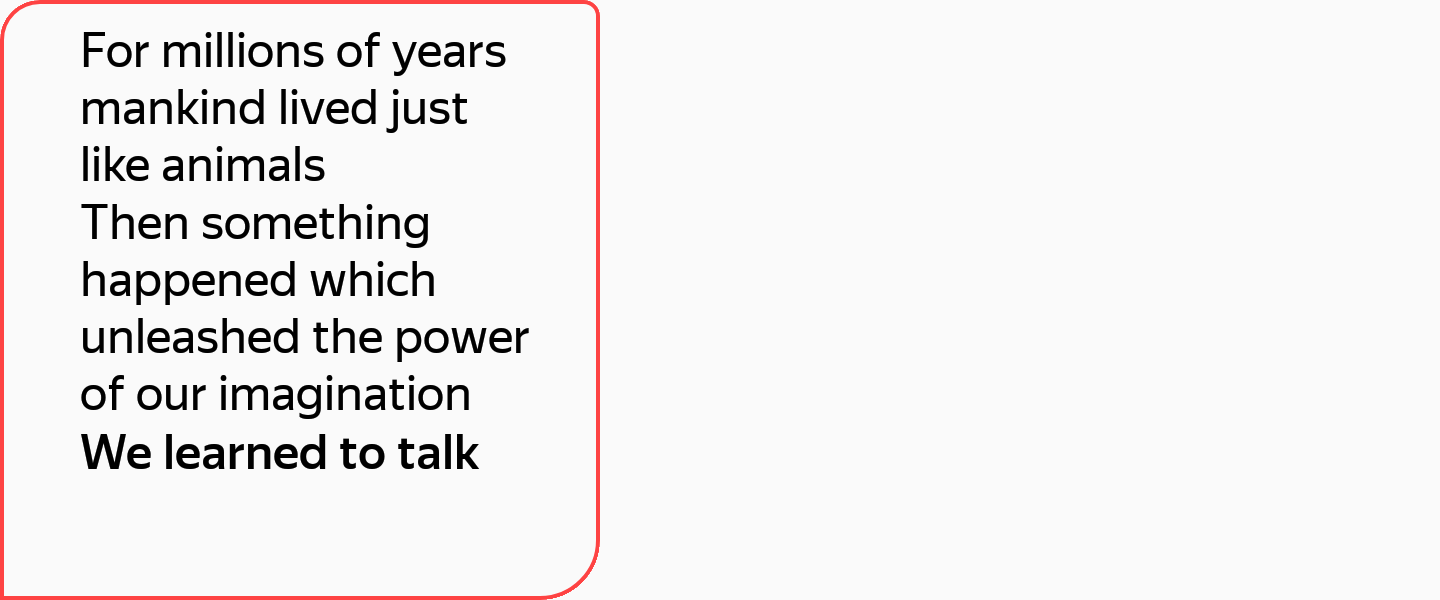 For millions of years
mankind lived just
like animals
Then something
happened which
unleashed the power
of our imagination
We learned to talk